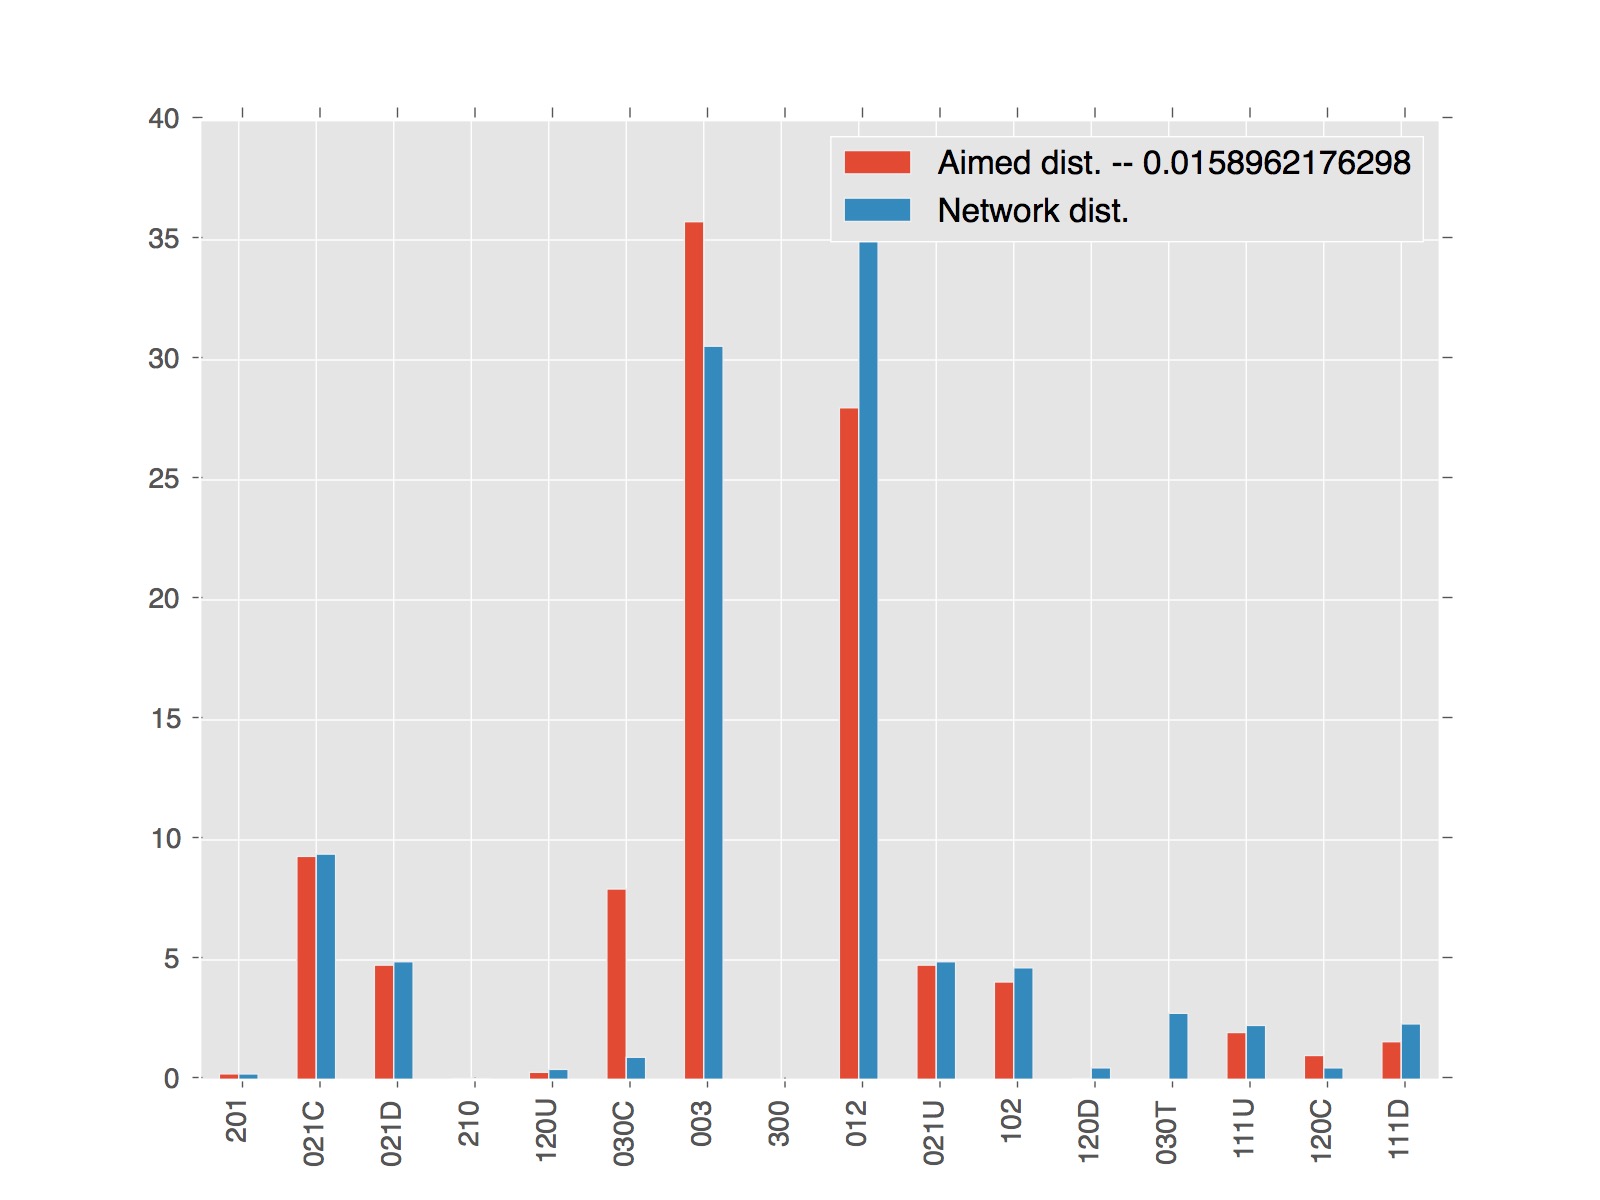 40
35
30
25
20
15
10
5
0
Aimed dist. -- 0.0158962176298
Network dist.
201
021C
021D
210
120U
030C
003
300
012
021U
102
120D
030T
111U
120C
111D